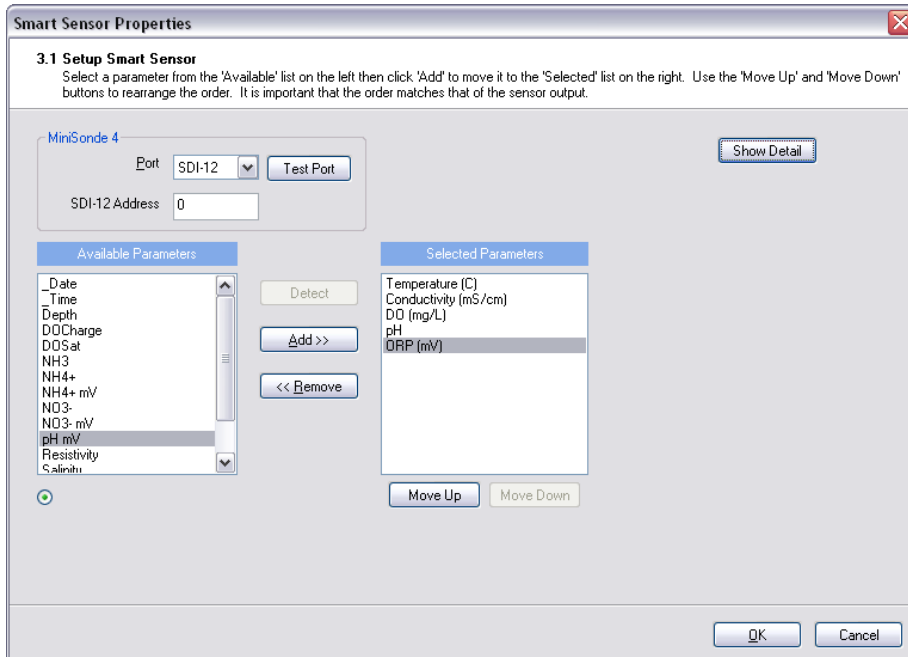 Smart Sensor Properties
3.1 Setup Smart Sensor
Select a parameter from the 'Available' list on the left then click 'Add' to move it to the 'Selected' list on the right. Use the 'Move Up' and 'Move Down'
buttons to rearrange the order. It is important that the order matches that of the sensor output.
MiniSonde 4
Port SDI-12 Test Port
Show Detail
SDI-12 Address 0
Available Parameters
_Date
_Time
Depth
DOCharge
DOSat
NH3
NH4+
NH4+ mV
NO3-
NO3- mV
pH mV
Resistivity
Salinity
Detect
Add >>
<< Remove
Selected Parameters
Temperature (C)
Conductivity (mS/cm)
DO (mg/L)
pH
ORP (mV)
Move Up Move Down
OK Cancel